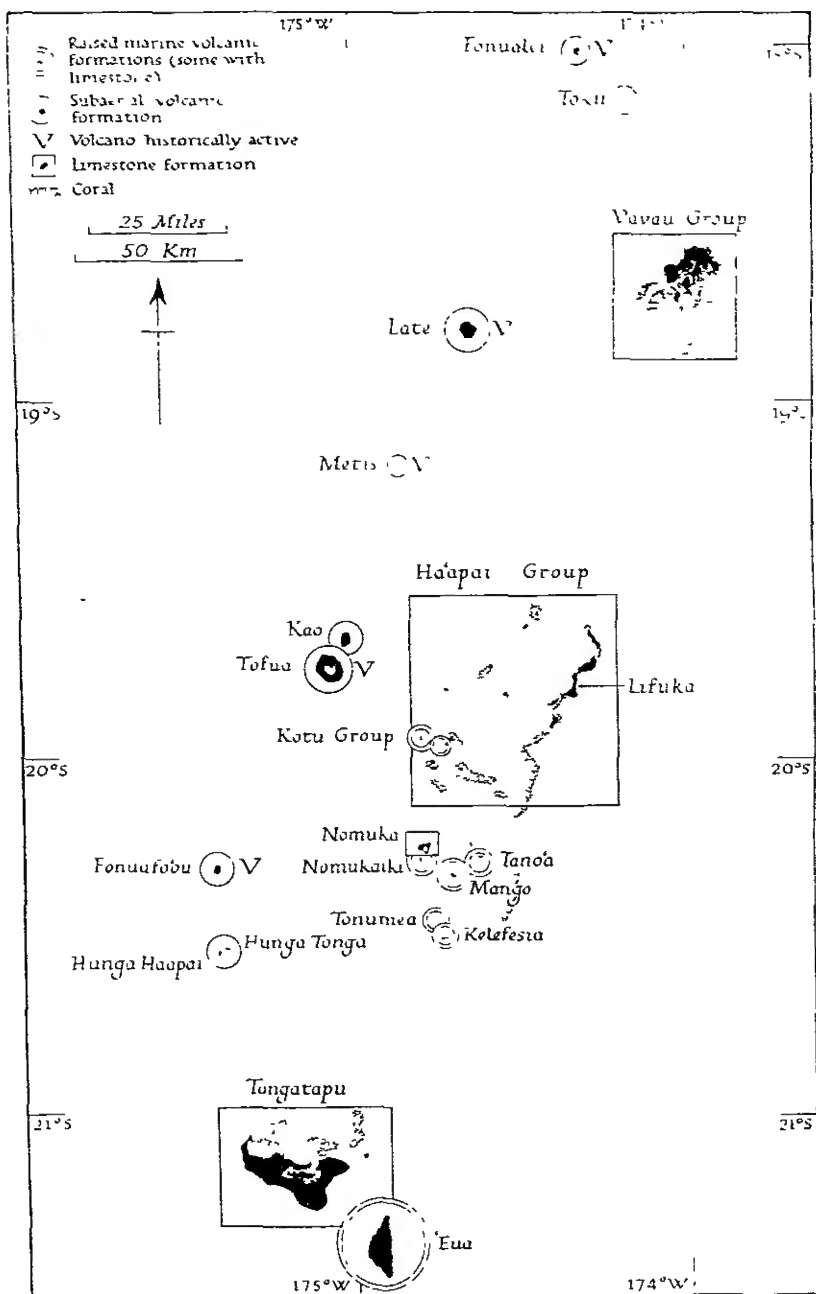 175°W
Fonualei V
Raised marine volcanic
formations (some with
limestone)
Subaerial volcanic
formation
V Volcano historically active
Limestone formation
Coral
25 Miles
50 Km
Vavau Group
Late V
19°S
Metis V
Ha'apai Group
Kao
Tofua V
Lifuka
Kotu Group
20°S
20°S
Nomuka
Fonuafo'ou V
Nomukaiki
Tano'a
Mango
Tonumea
Kelefesia
Hunga Tonga
Hunga Haapai
Tongatapu
21°S
21°S
'Eua
175°W
174°W